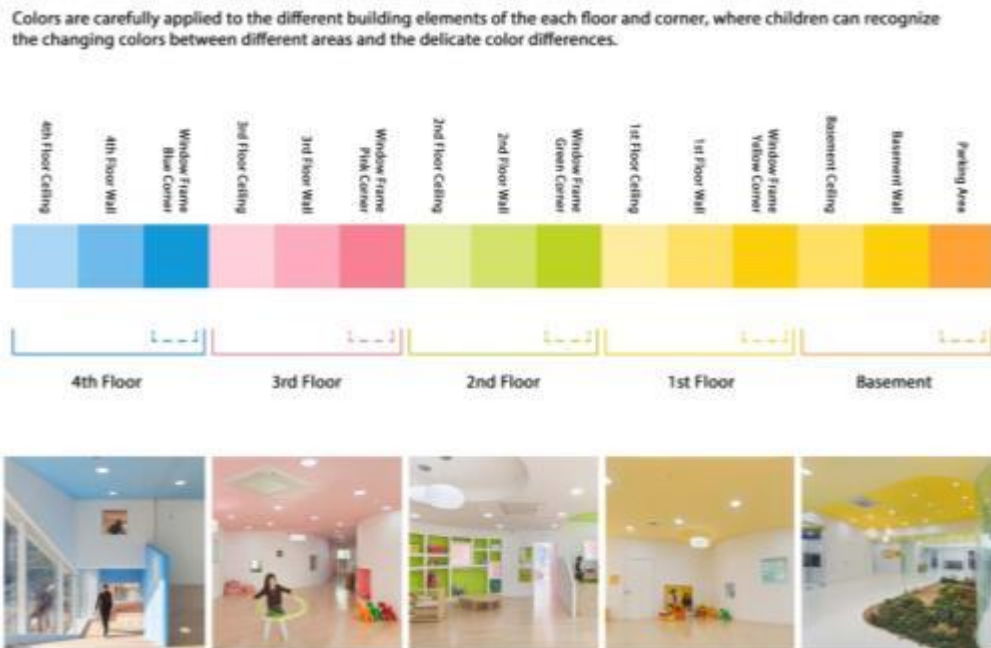 Colors are carefully applied to the different building elements of the each floor and corner, where children can recognize
the changing colors between different areas and the delicate color differences.
4th Floor Ceiling
4th Floor Wall
Window Frame
Blue Corner
3rd Floor Ceiling
3rd Floor Wall
Window Frame
Pink Corner
2nd Floor Ceiling
2nd Floor Wall
Window Frame
Green Corner
1st Floor Ceiling
1st Floor Wall
Window Frame
Yellow Corner
Basement Ceiling
Basement Wall
Parking Area
4th Floor
3rd Floor
2nd Floor
1st Floor
Basement